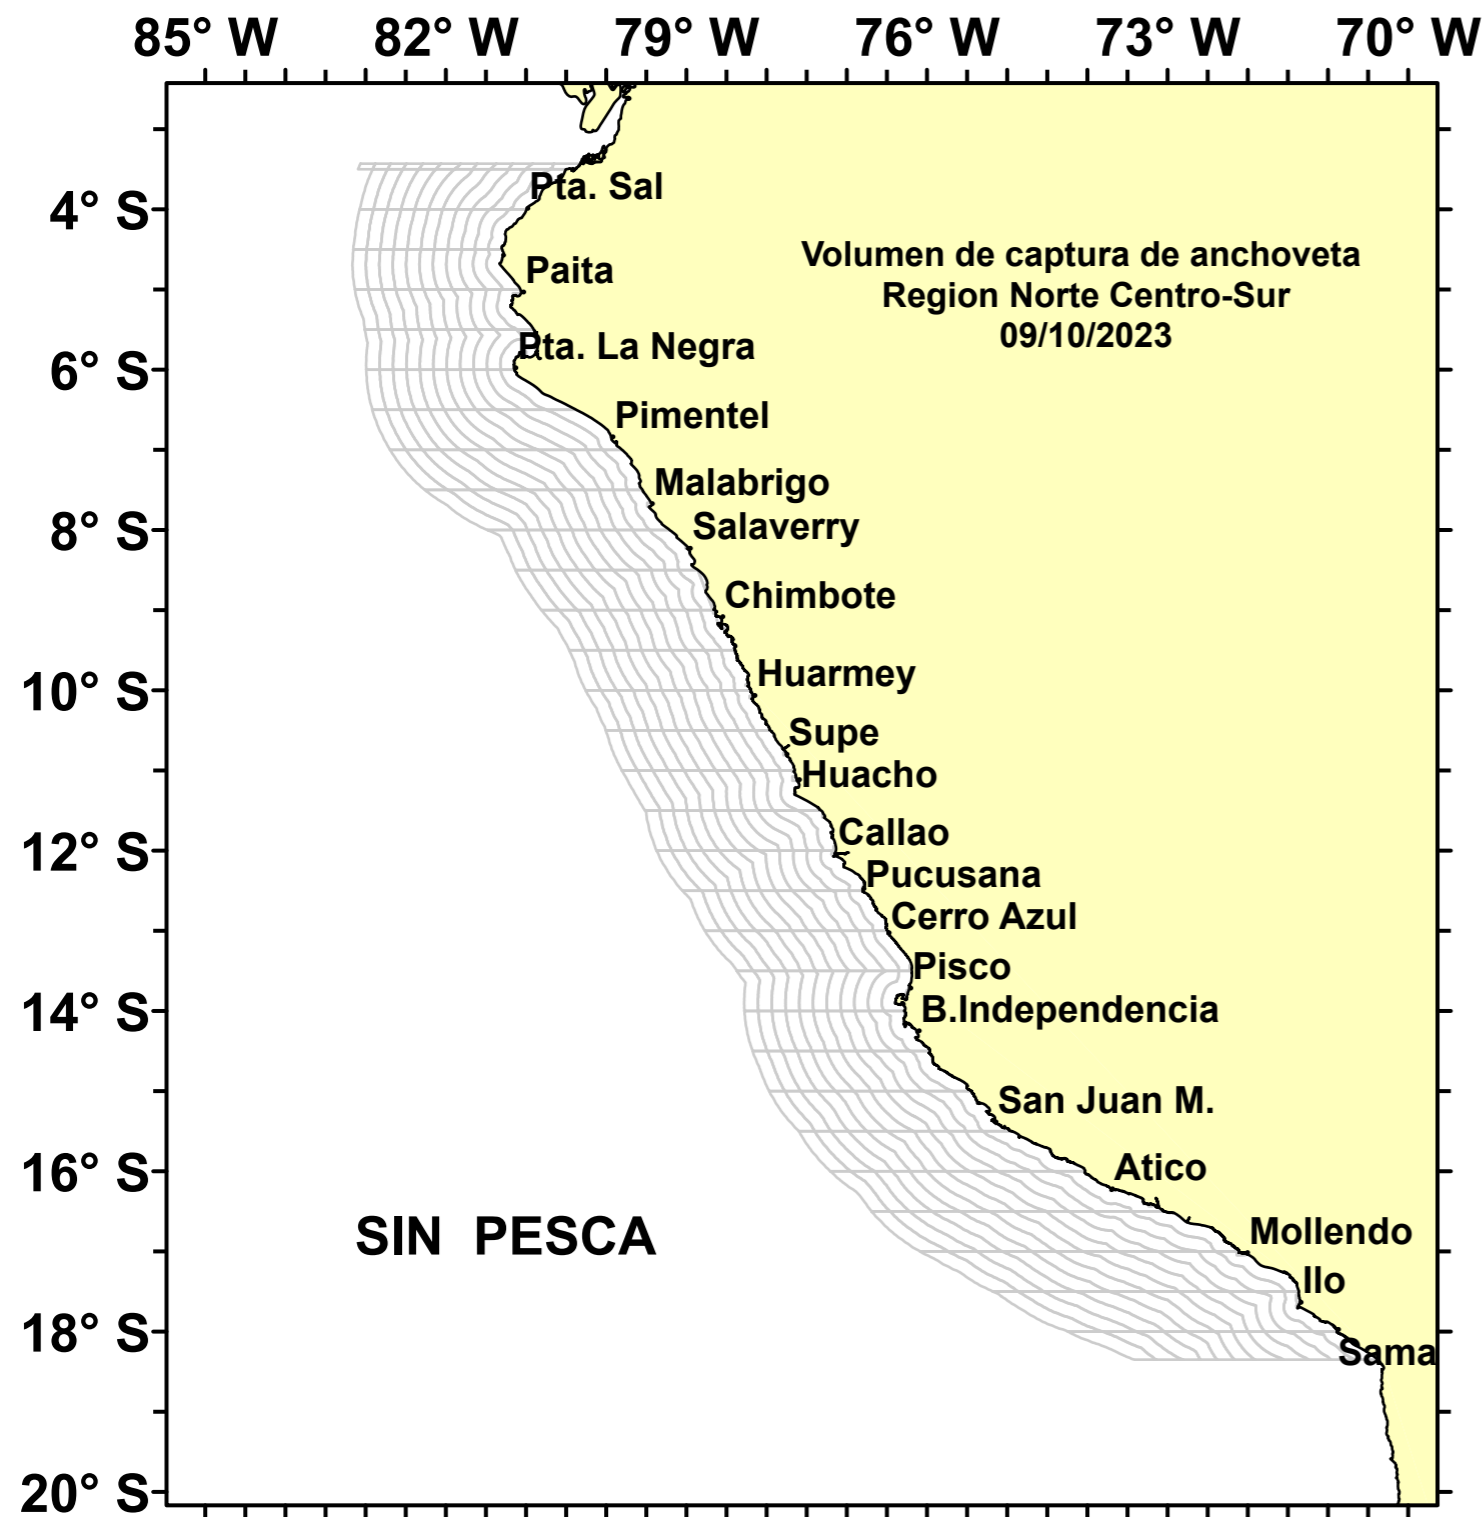 85° W 82° W 79° W 76° W 73° W 70° W
4° S
6° S
8° S
10° S
12° S
14° S
16° S
18° S
20° S
Volumen de captura de anchoveta
Region Norte Centro-Sur
09/10/2023
Pta. Sal
Paita
Pta. La Negra
Pimentel
Malabrigo
Salaverry
Chimbote
Huarmey
Supe
Huacho
Callao
Pucusana
Cerro Azul
Pisco
B.Independencia
San Juan M.
Atico
Mollendo
Ilo
Sama
SIN PESCA